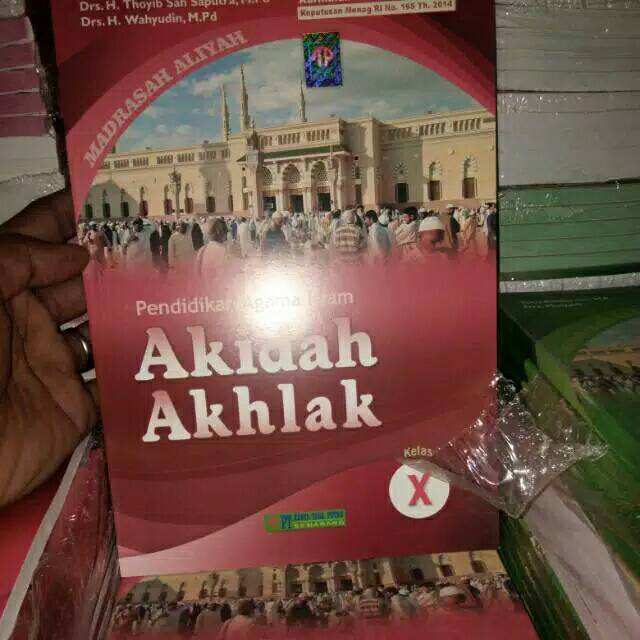 Drs. H. Thoyib Sah Saputra, M.Pd
Drs. H. Wahyudin, M.Pd
Keputusan Menag RI No. 165 Th. 2014
MADRASAH ALIYAH
Pendidikan Agama Islam
Akidah
Akhlak
Kelas
X
SEMARANG